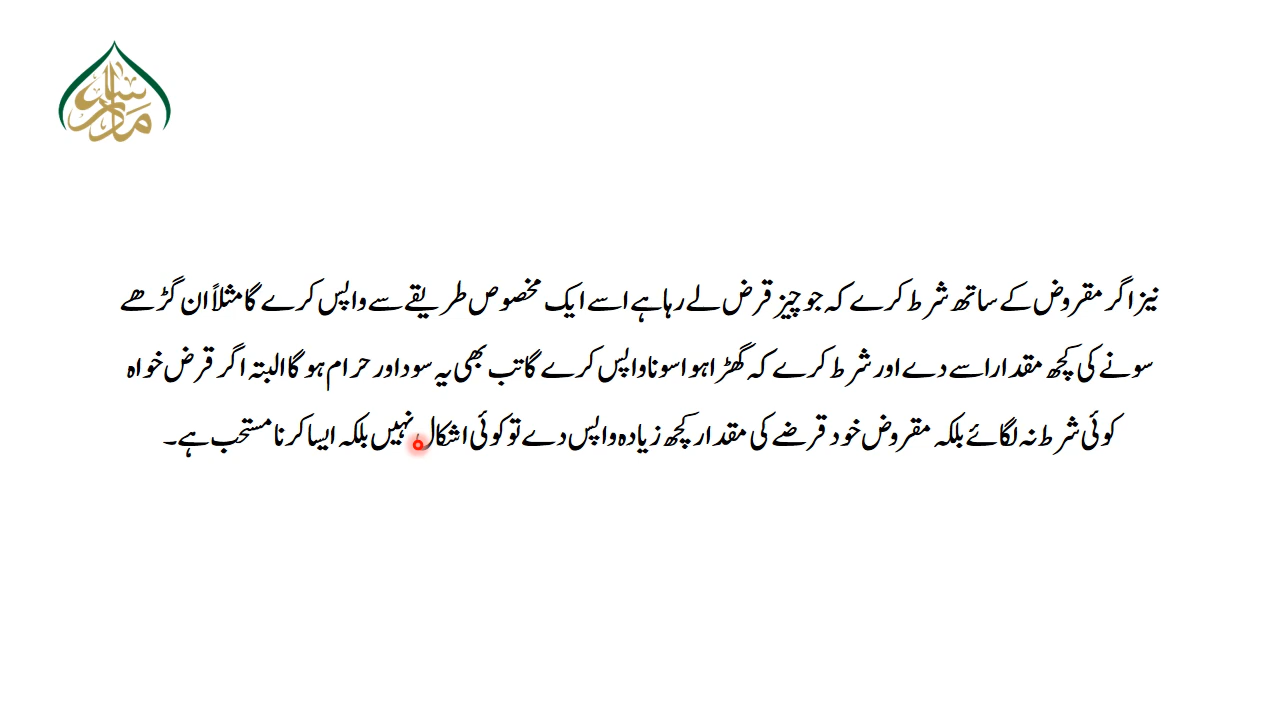 نیز اگر مقروض کے ساتھ شرط کرے کہ جو چیز قرض لے رہا ہے اسے ایک مخصوص طریقے سے واپس کرے گا مثلاً ان گڑھے
سونے کی کچھ مقدار اسے دے اور شرط کرے کہ گھڑا ہوا سونا واپس کرے گا تب بھی یہ سود اور حرام ہو گا البتہ اگر قرض خواہ
کوئی شرط نہ لگائے بلکہ مقروض خود قرضے کی مقدار کچھ زیادہ واپس دے تو کوئی اشکال نہیں بلکہ ایسا کرنا مستحب ہے۔